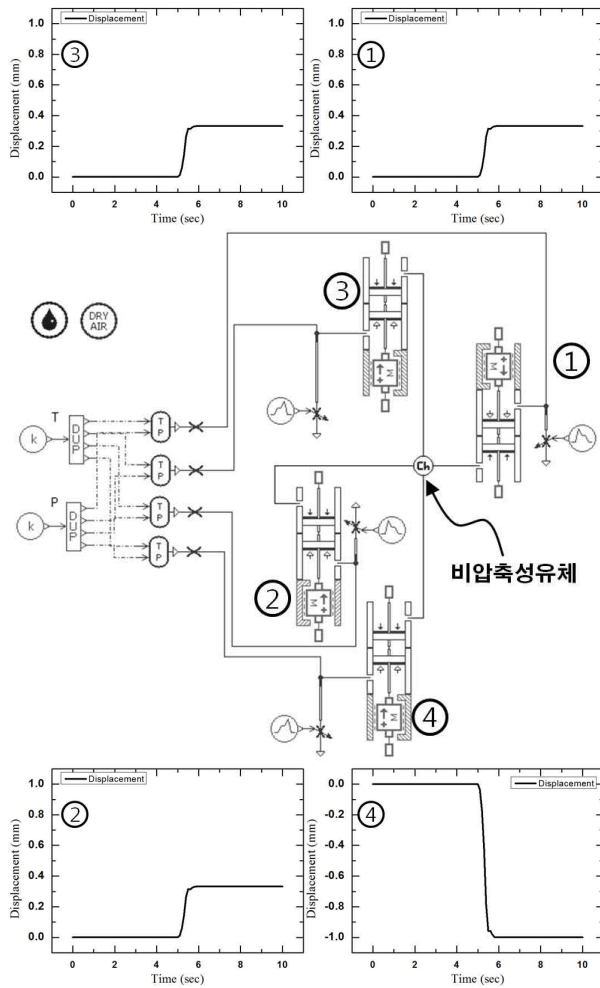 Displacement
Displacement (mm)
1.0
0.8
0.6
0.4
0.2
0.0
③
0 2 4 6 8 10
Time (sec)
Displacement
Displacement (mm)
1.0
0.8
0.6
0.4
0.2
0.0
①
0 2 4 6 8 10
Time (sec)
③
M
DRY
AIR
①
M
T
k
DUP
T
P
T
P
P
k
DUP
T
P
T
P
Ch
비압축성유체
②
M
④
M
Displacement
Displacement (mm)
1.0
0.8
0.6
0.4
0.2
0.0
②
0 2 4 6 8 10
Time (sec)
Displacement
Displacement (mm)
0.0
-0.2
-0.4
-0.6
-0.8
-1.0
④
0 2 4 6 8 10
Time (sec)